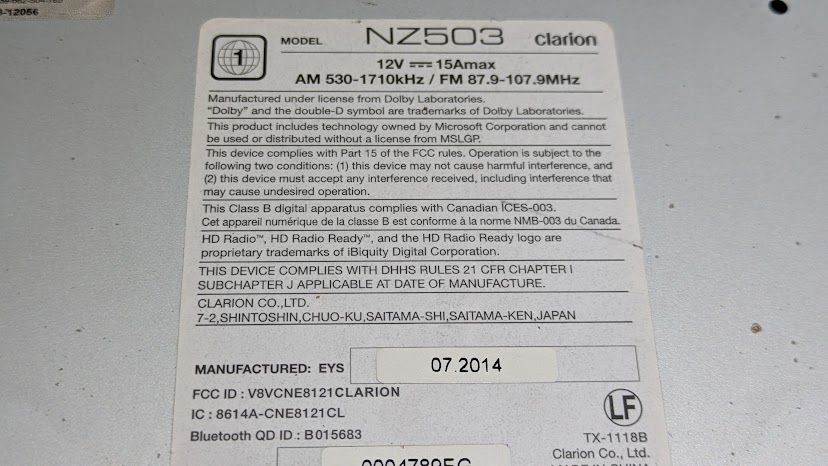 -12056
1
MODEL NZ503 clarion
12V ⎓ 15Amax
AM 530-1710kHz / FM 87.9-107.9MHz
Manufactured under license from Dolby Laboratories.
“Dolby” and the double-D symbol are trademarks of Dolby Laboratories.
This product includes technology owned by Microsoft Corporation and cannot
be used or distributed without a license from MSLGP.
This device complies with Part 15 of the FCC rules. Operation is subject to the
following two conditions: (1) this device may not cause harmful interference, and
(2) this device must accept any interference received, including interference that
may cause undesired operation.
This Class B digital apparatus complies with Canadian ICES-003.
Cet appareil numérique de la classe B est conforme à la norme NMB-003 du Canada.
HD Radio™, HD Radio Ready™, and the HD Radio Ready logo are
proprietary trademarks of iBiquity Digital Corporation.
THIS DEVICE COMPLIES WITH DHHS RULES 21 CFR CHAPTER I
SUBCHAPTER J APPLICABLE AT DATE OF MANUFACTURE.
CLARION CO.,LTD.
7-2,SHINTOSHIN,CHUO-KU,SAITAMA-SHI,SAITAMA-KEN,JAPAN
MANUFACTURED: EYS 07.2014
FCC ID : V8VCNE8121CLARION
IC : 8614A-CNE8121CL
Bluetooth QD ID : B015683
LF
TX-1118B
Clarion Co., Ltd.
MADE IN CHINA